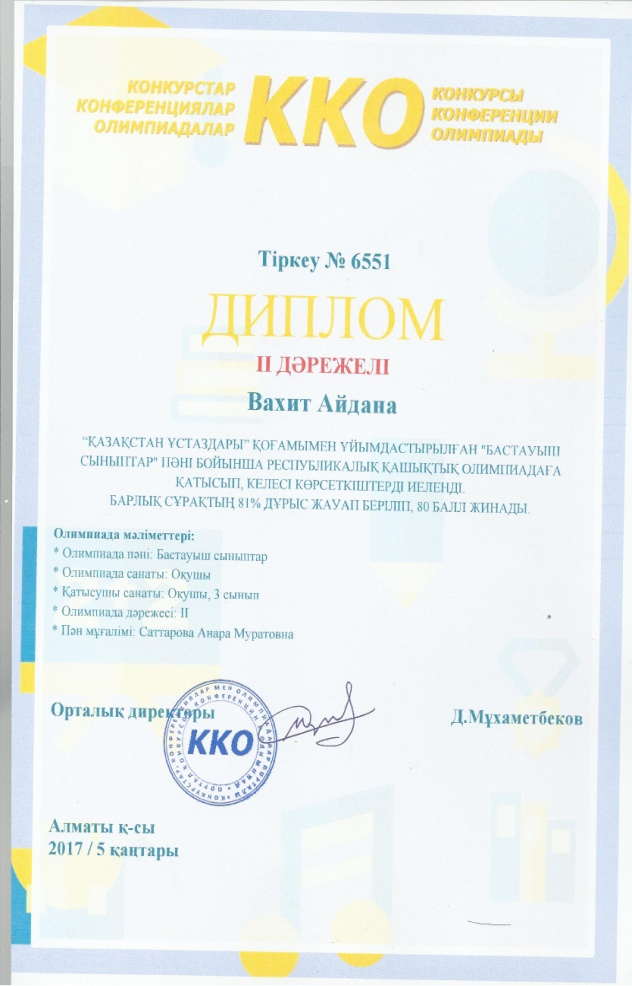 КОНКУРСТАР
КОНФЕРЕНЦИЯЛАР
ОЛИМПИАДАЛАР
ККО
КОНКУРСЫ
КОНФЕРЕНЦИИ
ОЛИМПИАДЫ
Тіркеу № 6551
ДИПЛОМ
II ДӘРЕЖЕЛІ
Вахит Айдана
“ҚАЗАҚСТАН ҰСТАЗДАРЫ” ҚОҒАМЫМЕН ҰЙЫМДАСТЫРЫЛҒАН "БАСТАУЫШ
СЫНЫПТАР" ПӘНІ БОЙЫНША РЕСПУБЛИКАЛЫҚ ҚАШЫҚТЫҚ ОЛИМПИАДАҒА
ҚАТЫСЫП, КЕЛЕСІ КӨРСЕТКІШТЕРДІ ИЕЛЕНДІ.
БАРЛЫҚ СҰРАҚТЫҢ 81% ДҰРЫС ЖАУАП БЕРІЛІП, 80 БАЛЛ ЖИНАДЫ.
Олимпиада мәліметтері:
* Олимпиада пәні: Бастауыш сыныптар
* Олимпиада санаты: Оқушы
* Қатысушы санаты: Оқушы, 3 сынып
* Олимпиада дәрежесі: II
* Пән мұғалімі: Саттарова Анара Муратовна
Орталық директоры
ККО
Д.Мұхаметбеков
Алматы қ-сы
2017 / 5 қаңтары